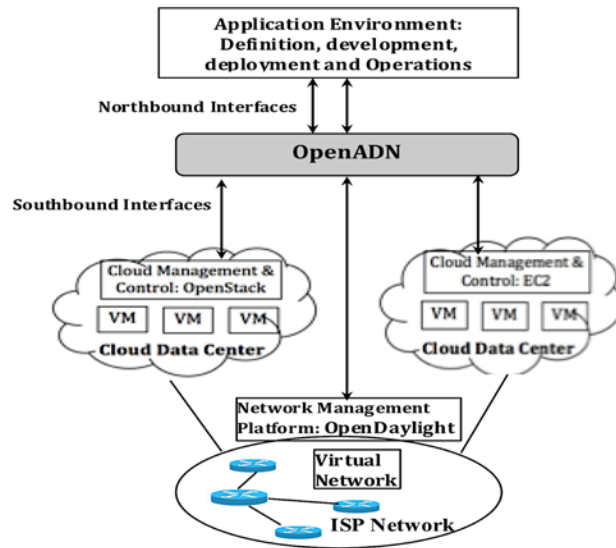 Application Environment:
Definition, development,
deployment and Operations
Northbound Interfaces
OpenADN
Southbound Interfaces
Cloud Management &
Control: OpenStack
VM
VM
VM
Cloud Data Center
Cloud Management &
Control: EC2
VM
VM
VM
Cloud Data Center
Network Management
Platform: OpenDaylight
Virtual
Network
ISP Network